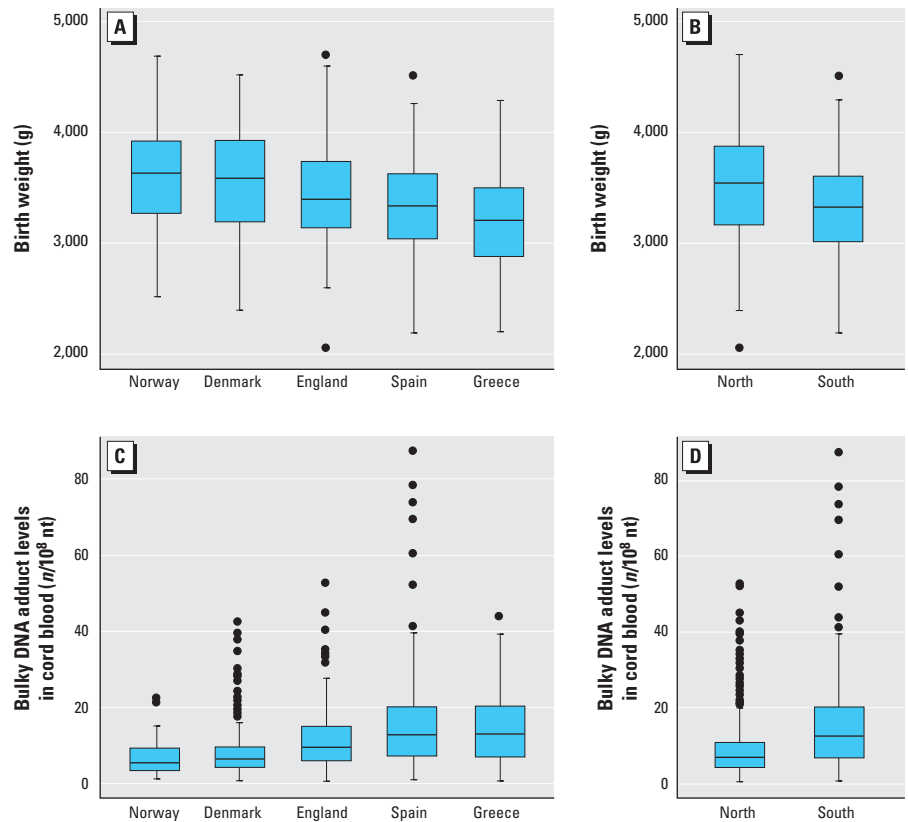 A
Birth weight (g)
5,000
4,000
3,000
2,000
Norway Denmark England Spain Greece
B
Birth weight (g)
5,000
4,000
3,000
2,000
North South
C
Bulky DNA adduct levels
in cord blood (n/10⁸ nt)
80
60
40
20
0
Norway Denmark England Spain Greece
D
Bulky DNA adduct levels
in cord blood (n/10⁸ nt)
80
60
40
20
0
North South